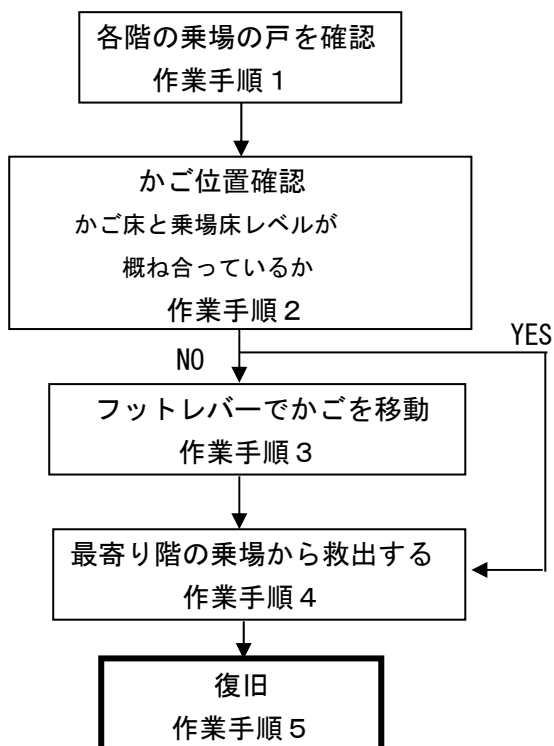 各階の乗場の戸を確認
作業手順１
かご位置確認
かご床と乗場床レベルが
概ね合っているか
作業手順２
YES
NO
フットレバーでかごを移動
作業手順３
最寄り階の乗場から救出する
作業手順４
復旧
作業手順５